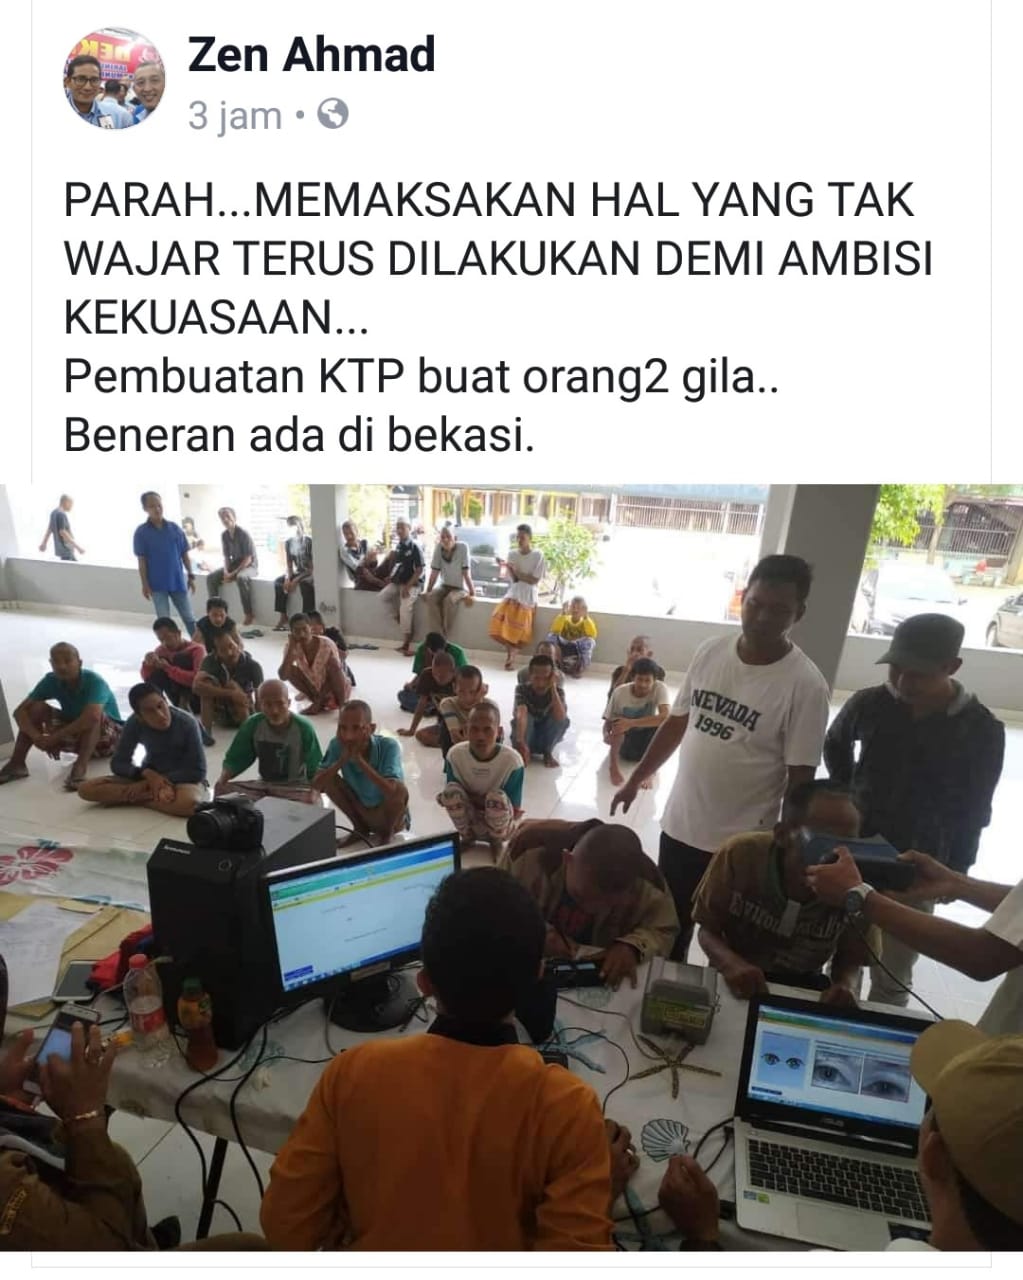 Zen Ahmad
3 jam
PARAH...MEMAKSAKAN HAL YANG TAK
WAJAR TERUS DILAKUKAN DEMI AMBISI
KEKUASAAN...
Pembuatan KTP buat orang2 gila..
Beneran ada di bekasi.
NEVADA
1996